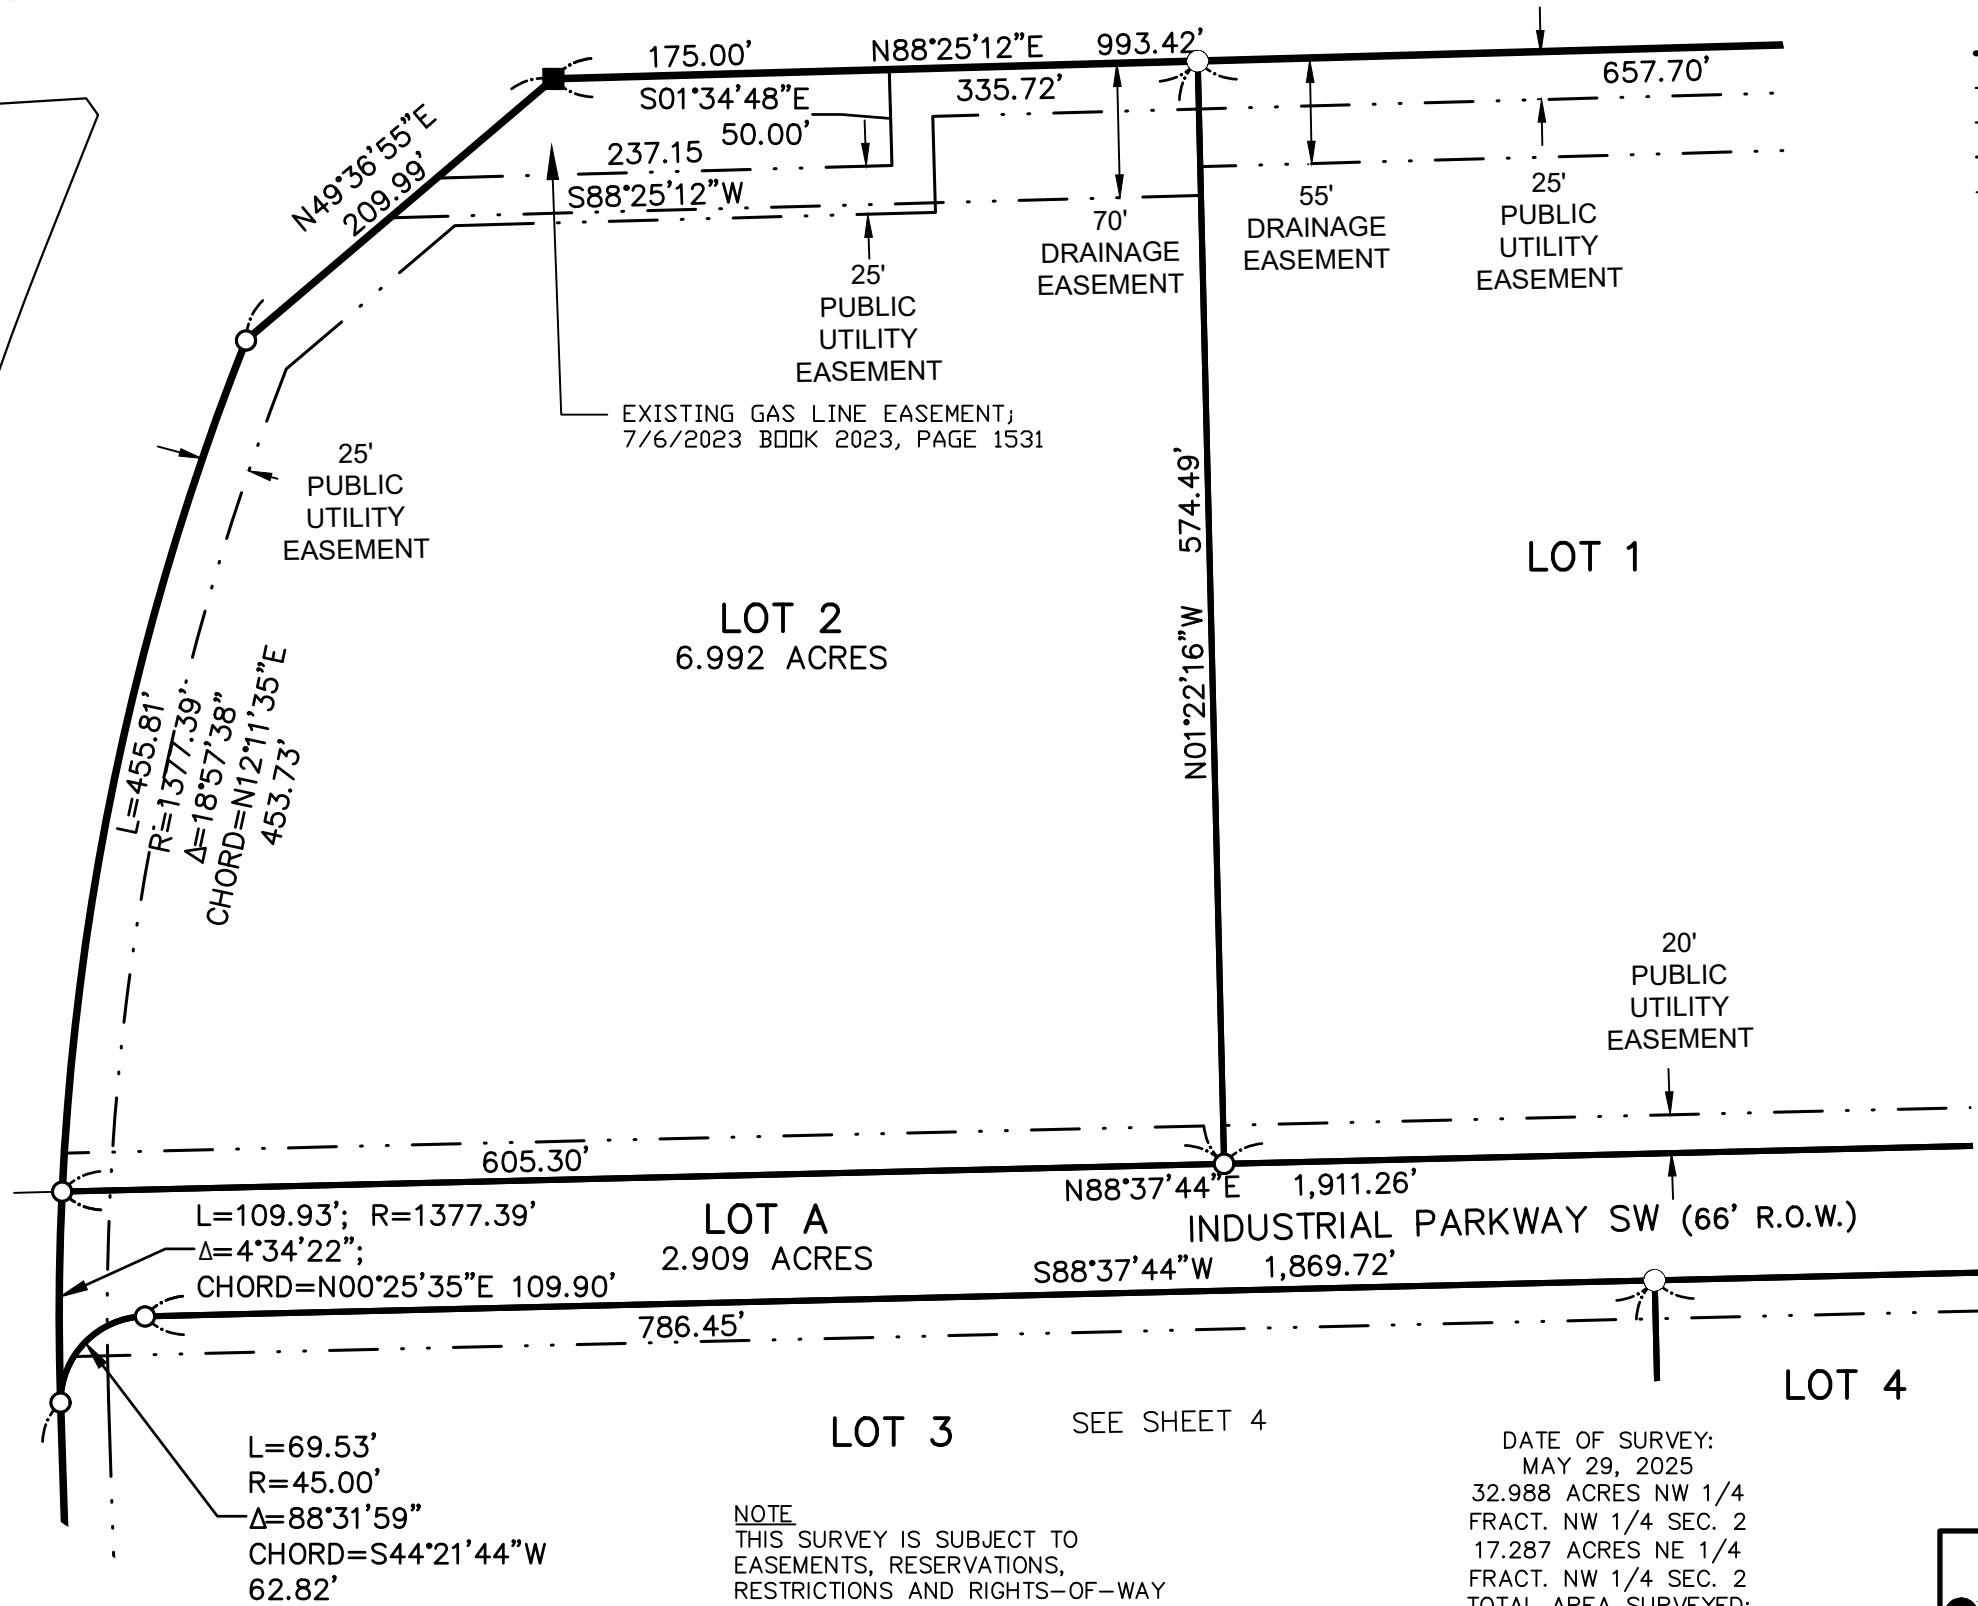 175.00'
N88°25'12"E
993.42'
S01°34'48"E
50.00'
335.72'
657.70'
237.15
S88°25'12"W
N49°36'55"E
209.99'
25'
PUBLIC
UTILITY
EASEMENT
70'
DRAINAGE
EASEMENT
55'
DRAINAGE
EASEMENT
25'
PUBLIC
UTILITY
EASEMENT
EXISTING GAS LINE EASEMENT;
7/6/2023 BOOK 2023, PAGE 1531
25'
PUBLIC
UTILITY
EASEMENT
LOT 2
6.992 ACRES
574.49'
N01°22'16"W
LOT 1
L=455.81'
R=1377.39'
Δ=18°57'38"
CHORD=N12°11'35"E
453.73'
20'
PUBLIC
UTILITY
EASEMENT
605.30'
N88°37'44"E 1,911.26'
L=109.93'; R=1377.39'
Δ=4°34'22";
CHORD=N00°25'35"E 109.90'
LOT A
2.909 ACRES
INDUSTRIAL PARKWAY SW (66' R.O.W.)
S88°37'44"W 1,869.72'
786.45'
LOT 3
SEE SHEET 4
LOT 4
L=69.53'
R=45.00'
Δ=88°31'59"
CHORD=S44°21'44"W
62.82'
NOTE
THIS SURVEY IS SUBJECT TO
EASEMENTS, RESERVATIONS,
RESTRICTIONS AND RIGHTS-OF-WAY
DATE OF SURVEY:
MAY 29, 2025
32.988 ACRES NW 1/4
FRACT. NW 1/4 SEC. 2
17.287 ACRES NE 1/4
FRACT. NW 1/4 SEC. 2
TOTAL AREA SURVEYED: